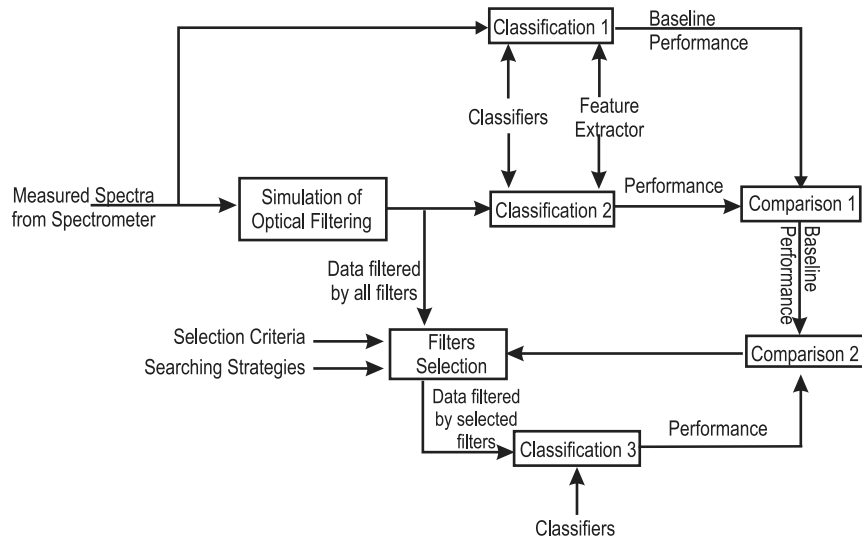 Classification 1
Baseline
Performance
Classifiers
Feature
Extractor
Measured Spectra
from Spectrometer
Simulation of
Optical Filtering
Classification 2
Performance
Comparison 1
Data filtered
by all filters
Baseline
Performance
Selection Criteria
Searching Strategies
Filters
Selection
Comparison 2
Data filtered
by selected
filters
Classification 3
Performance
Classifiers